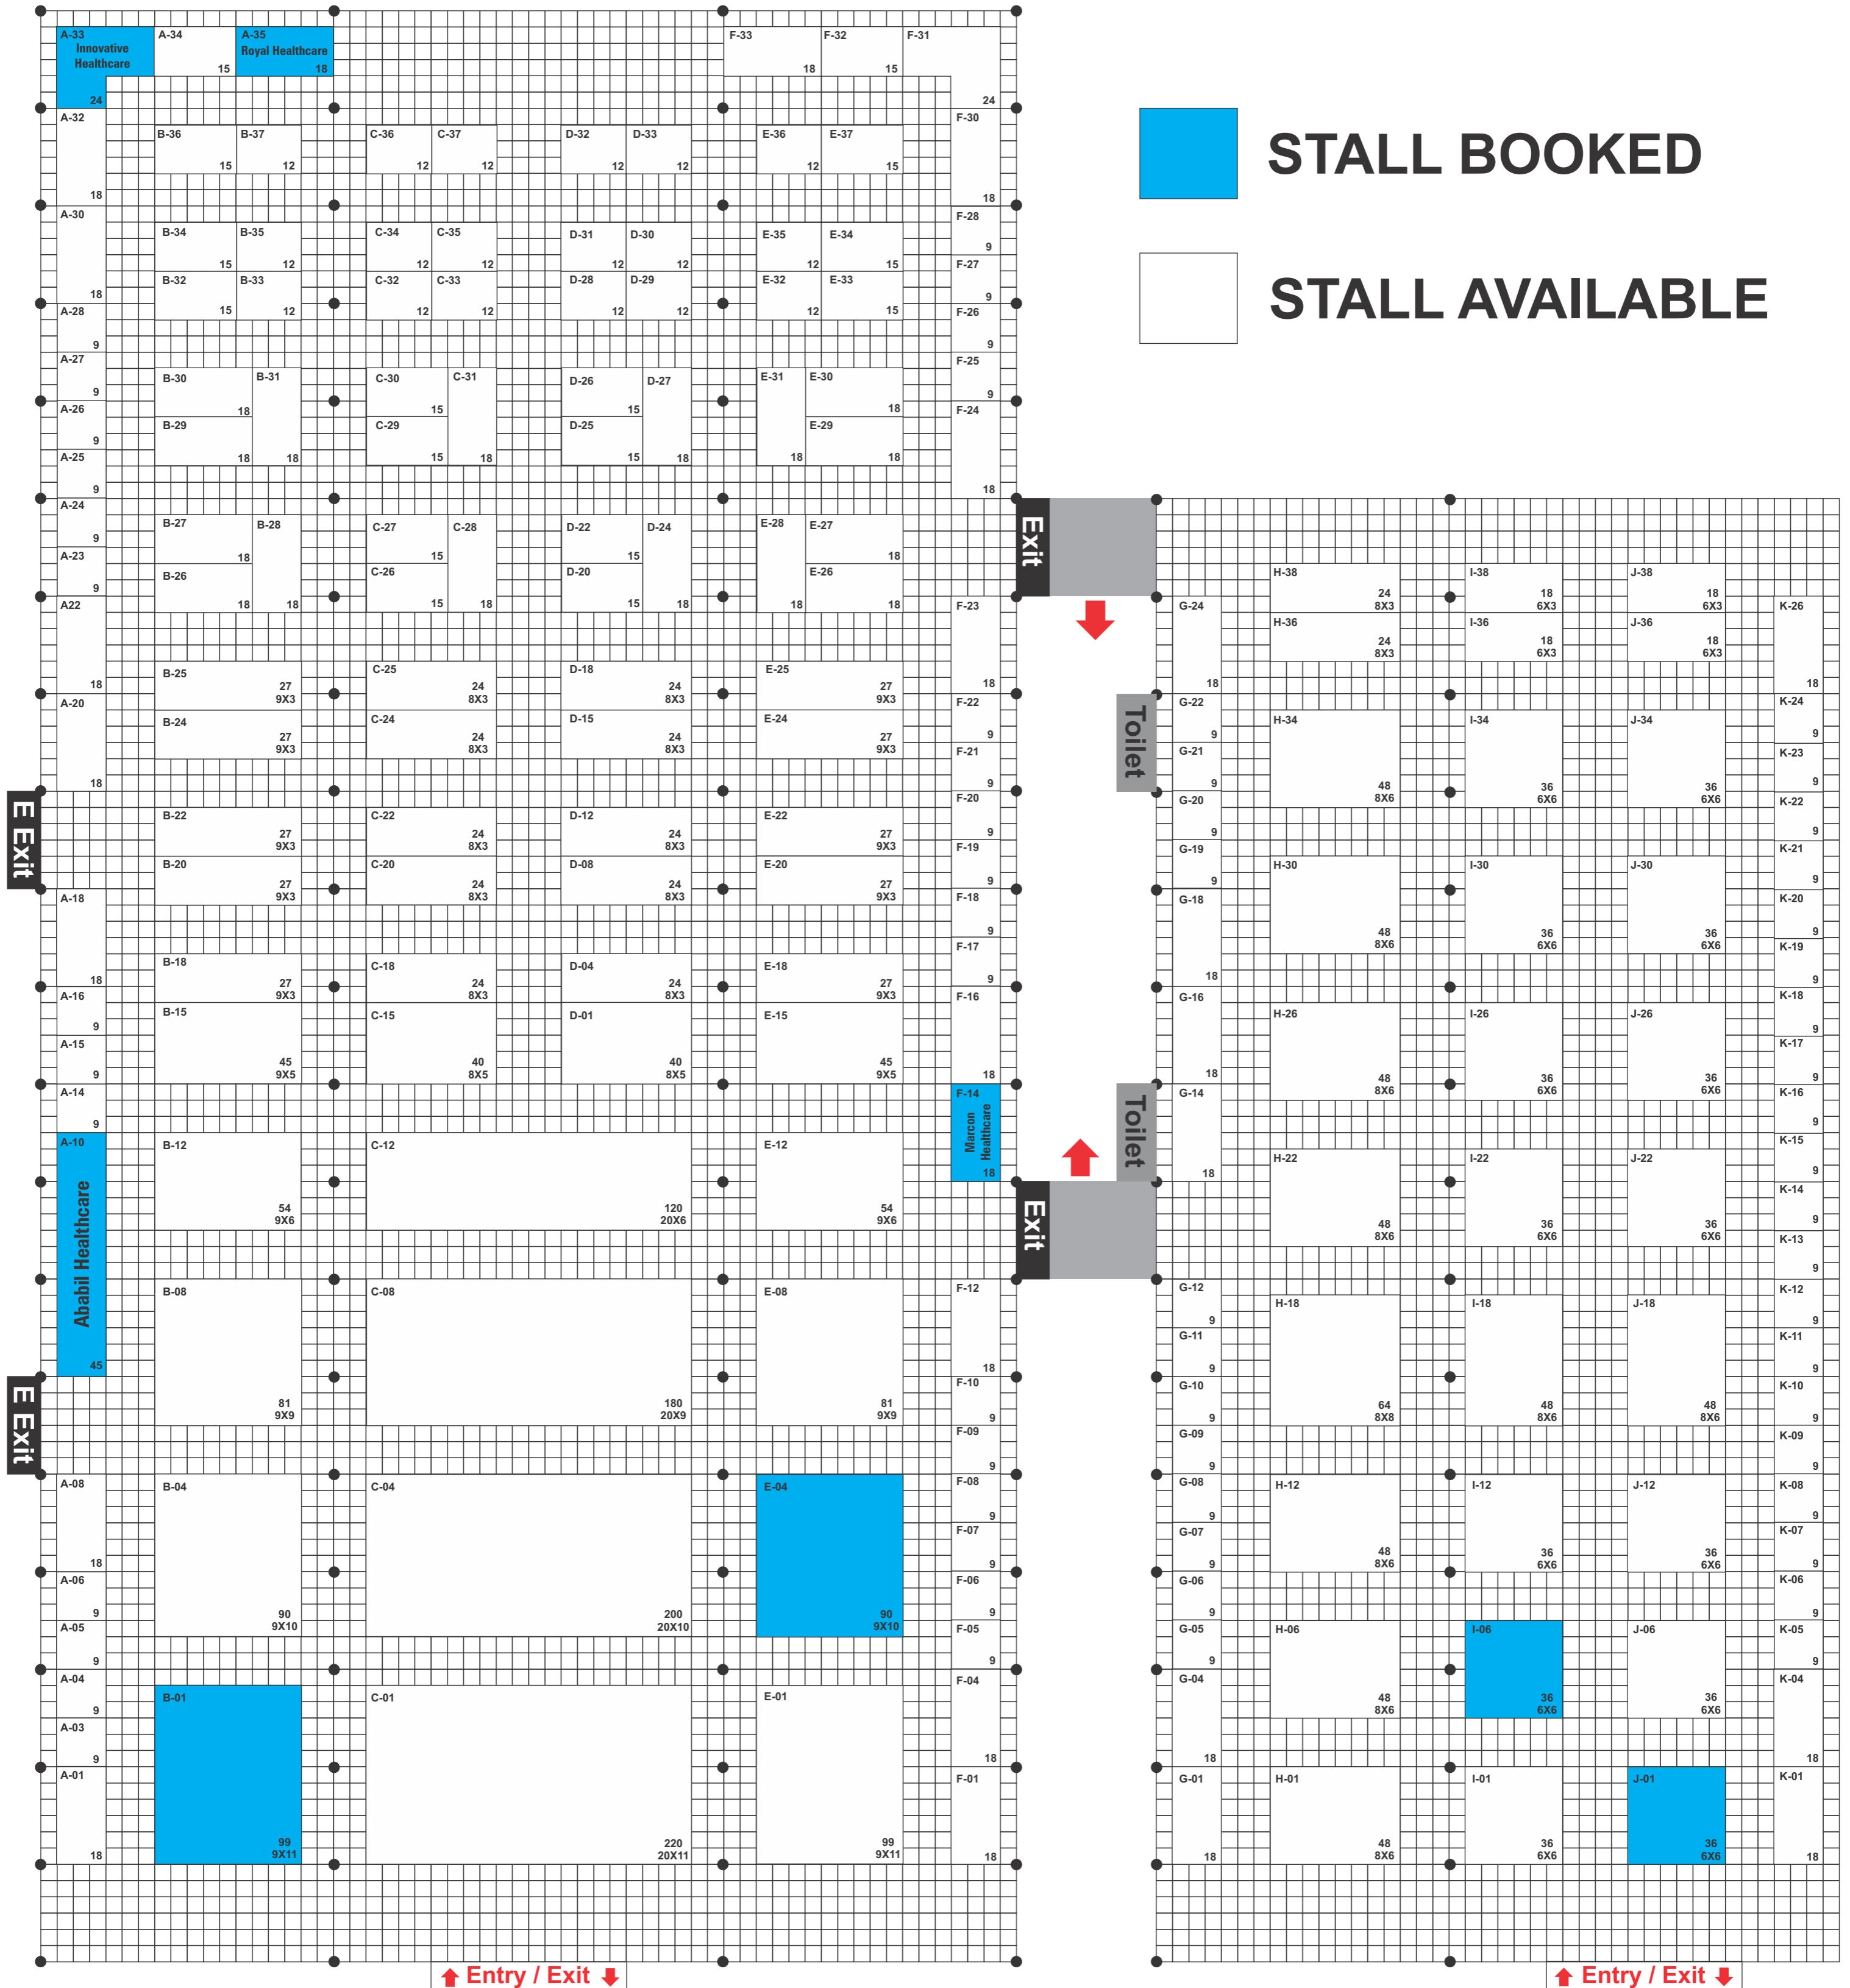 A-33
Innovative
Healthcare
24
A-34
15
A-35
Royal Healthcare
18
F-33
18
F-32
15
F-31
24
STALL BOOKED
STALL AVAILABLE
A-32
18
B-36
15
B-37
12
C-36
12
C-37
12
D-32
12
D-33
12
E-36
12
E-37
15
F-30
18
A-30
18
B-34
15
B-35
12
C-34
12
C-35
12
D-31
12
D-30
12
E-35
12
E-34
15
F-28
9
B-32
15
B-33
12
C-32
12
C-33
12
D-28
12
D-29
12
E-32
12
E-33
15
F-27
9
A-28
9
F-26
9
A-27
9
F-25
9
B-30
18
B-31
18
C-30
15
C-31
18
D-26
15
D-27
18
E-31
18
E-30
18
A-26
9
B-29
18
C-29
15
D-25
15
E-29
18
F-24
18
A-25
9
A-24
9
B-27
18
B-28
18
C-27
15
C-28
18
D-22
15
D-24
18
E-28
18
E-27
18
Exit
A-23
9
B-26
18
C-26
15
D-20
15
E-26
18
H-38
24
8X3
I-38
18
6X3
J-38
18
6X3
A22
18
F-23
18
G-24
18
H-36
24
8X3
I-36
18
6X3
J-36
18
6X3
K-26
18
B-25
27
9X3
C-25
24
8X3
D-18
24
8X3
E-25
27
9X3
A-20
18
B-24
27
9X3
C-24
24
8X3
D-15
24
8X3
E-24
27
9X3
F-22
9
Toilet
G-22
9
H-34
48
8X6
I-34
36
6X6
J-34
36
6X6
K-24
9
F-21
9
G-21
9
K-23
9
E Exit
B-22
27
9X3
C-22
24
8X3
D-12
24
8X3
E-22
27
9X3
F-20
9
G-20
9
K-22
9
B-20
27
9X3
C-20
24
8X3
D-08
24
8X3
E-20
27
9X3
F-19
9
G-19
9
H-30
48
8X6
I-30
36
6X6
J-30
36
6X6
K-21
9
A-18
18
F-18
9
G-18
18
K-20
9
B-18
27
9X3
C-18
24
8X3
D-04
24
8X3
E-18
27
9X3
F-17
9
K-19
9
A-16
9
B-15
45
9X5
C-15
40
8X5
D-01
40
8X5
E-15
45
9X5
F-16
18
G-16
18
H-26
48
8X6
I-26
36
6X6
J-26
36
6X6
K-18
9
A-15
9
K-17
9
A-14
9
F-14
Marcon
Healthcare
18
Toilet
G-14
18
K-16
9
A-10
Ababil Healthcare
45
B-12
54
9X6
C-12
120
20X6
E-12
54
9X6
H-22
48
8X6
I-22
36
6X6
J-22
36
6X6
K-15
9
Exit
K-14
9
K-13
9
B-08
81
9X9
C-08
180
20X9
E-08
81
9X9
F-12
18
G-12
9
H-18
64
8X8
I-18
48
8X6
J-18
48
8X6
K-12
9
G-11
9
K-11
9
E Exit
F-10
9
G-10
9
K-10
9
F-09
9
G-09
9
K-09
9
A-08
18
B-04
90
9X10
C-04
200
20X10
E-04
90
9X10
F-08
9
G-08
9
H-12
48
8X6
I-12
36
6X6
J-12
36
6X6
K-08
9
F-07
9
G-07
9
K-07
9
A-06
9
F-06
9
G-06
9
K-06
9
A-05
9
F-05
9
G-05
9
H-06
48
8X6
I-06
36
6X6
J-06
36
6X6
K-05
9
A-04
9
B-01
99
9X11
C-01
220
20X11
E-01
99
9X11
F-04
18
G-04
18
K-04
18
A-03
9
A-01
18
F-01
18
G-01
18
H-01
48
8X6
I-01
36
6X6
J-01
36
6X6
K-01
18
Entry / Exit
Entry / Exit